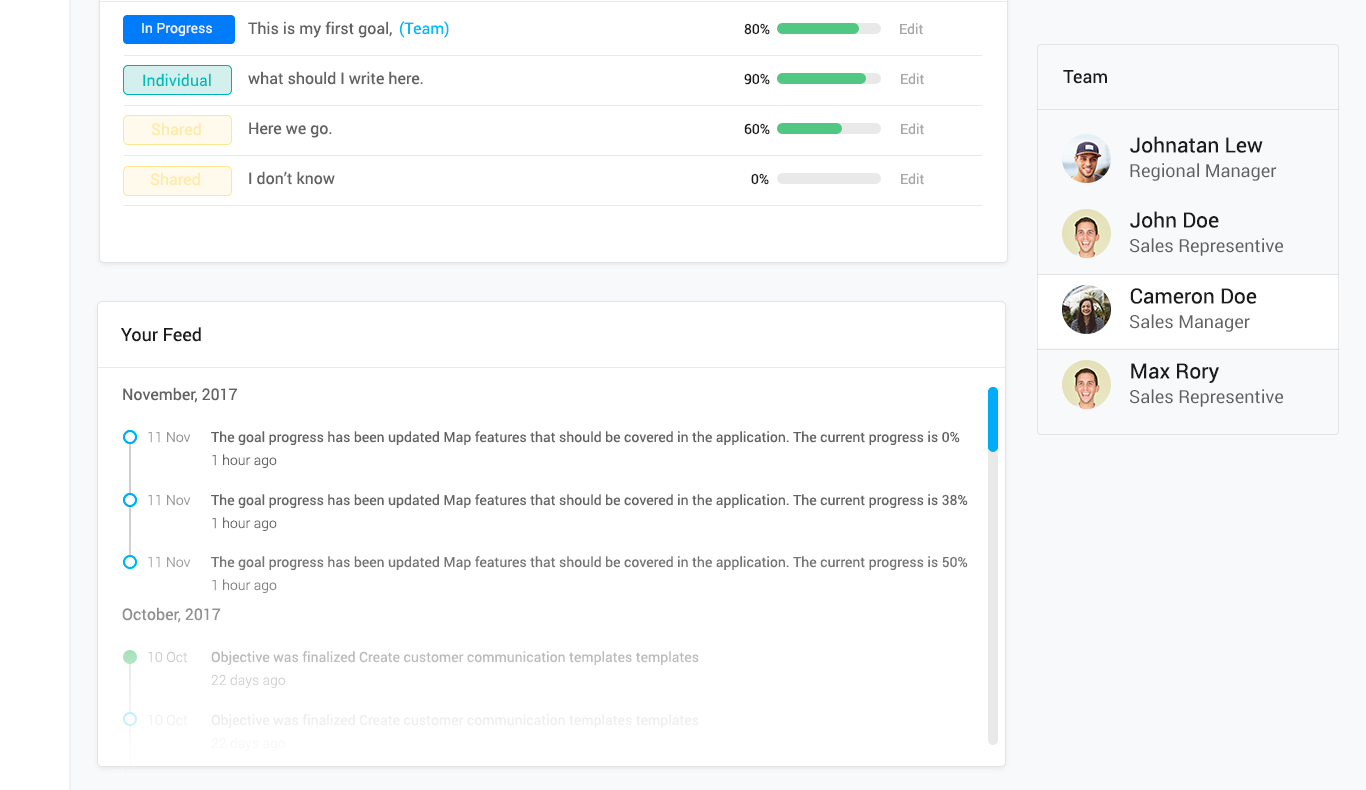 In Progress This is my first goal, (Team) 80% Edit
Individual what should I write here. 90% Edit
Shared Here we go. 60% Edit
Shared I don’t know 0% Edit
Your Feed
November, 2017
11 Nov The goal progress has been updated Map features that should be covered in the application. The current progress is 0%
1 hour ago
11 Nov The goal progress has been updated Map features that should be covered in the application. The current progress is 38%
1 hour ago
11 Nov The goal progress has been updated Map features that should be covered in the application. The current progress is 50%
1 hour ago
October, 2017
10 Oct Objective was finalized Create customer communication templates templates
22 days ago
10 Oct Objective was finalized Create customer communication templates templates
22 days ago
Team
Johnatan Lew
Regional Manager
John Doe
Sales Representive
Cameron Doe
Sales Manager
Max Rory
Sales Representive